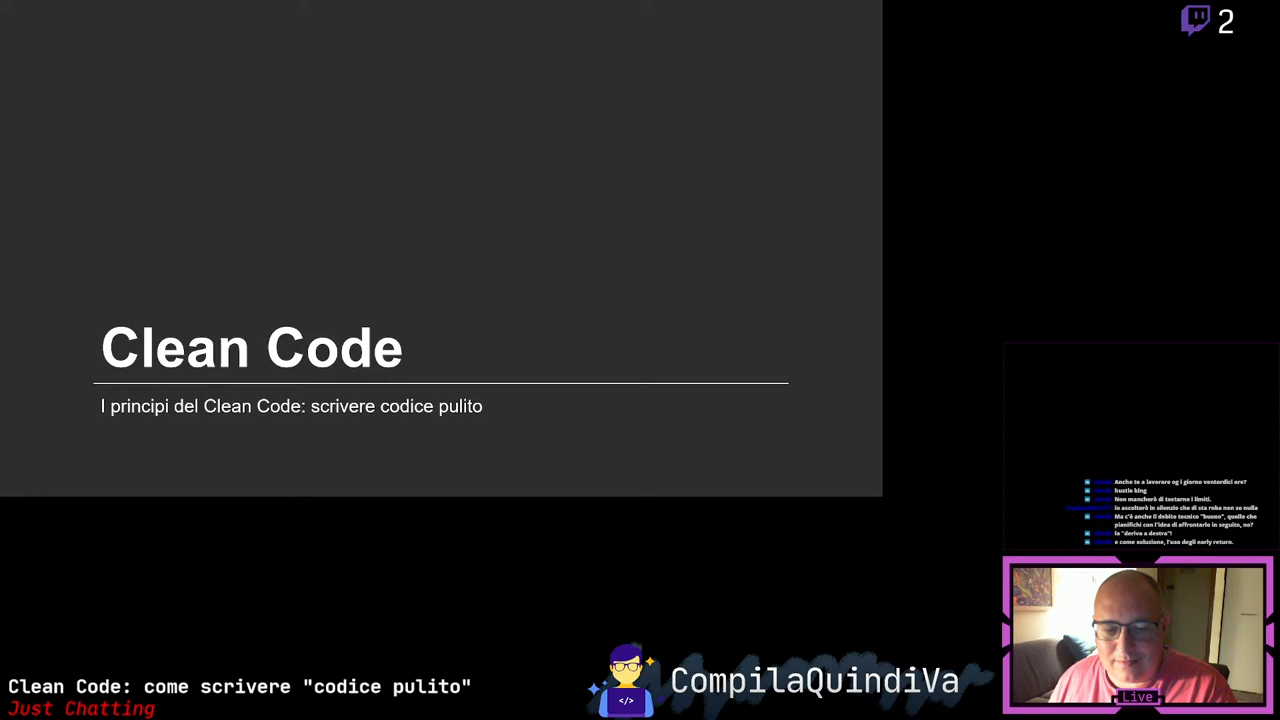 2
Clean Code
I principi del Clean Code: scrivere codice pulito
Anche te a lavorare og i giorno ventordici ore?
hustle king
Non mancherò di testarne i limiti.
io ascolterò in silenzio che di sta roba non so nulla
Ma c'è anche il debito tecnico "buono", quello che
pianifichi con l'idea di affrontarlo in seguito, no?
la "deriva a destra"!
e come soluzione, l'uso degli early return.
Live
</>
CompilaQuindiVa
Clean Code: come scrivere "codice pulito"
Just Chatting